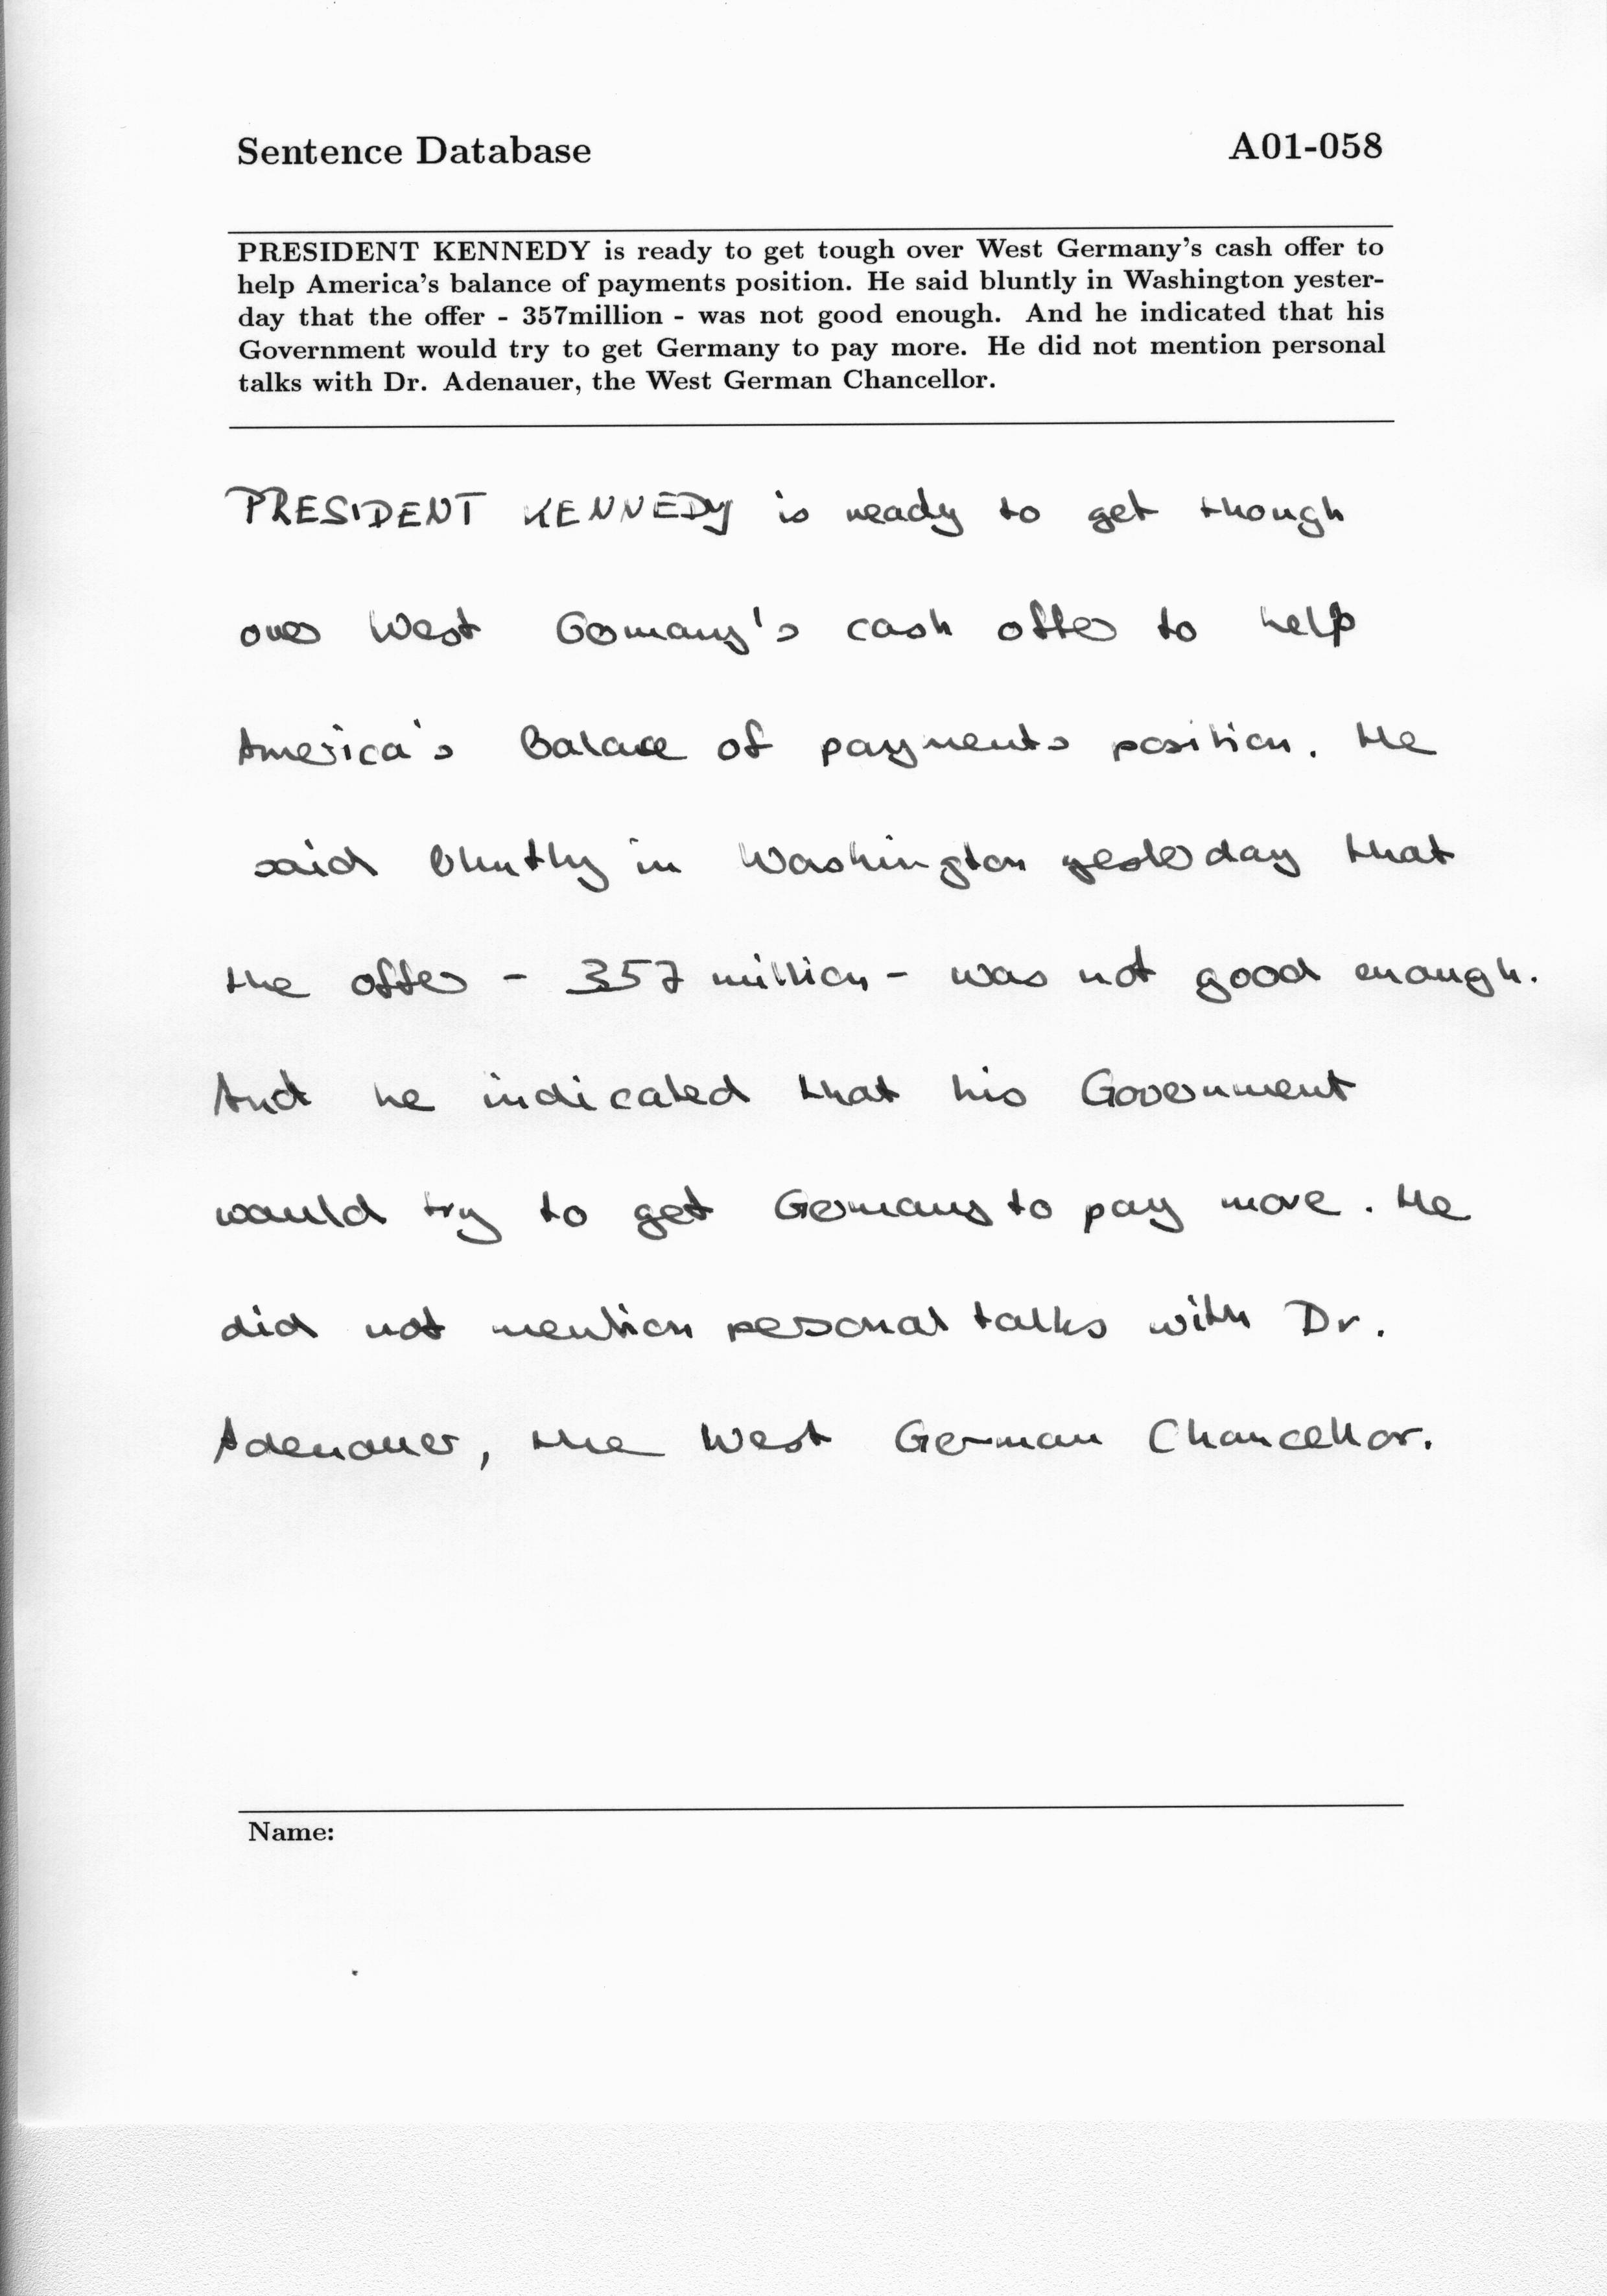 Sentence Database A01-058
PRESIDENT KENNEDY is ready to get tough over West Germany's cash offer to
help America's balance of payments position. He said bluntly in Washington yester-
day that the offer - 357million - was not good enough. And he indicated that his
Government would try to get Germany to pay more. He did not mention personal
talks with Dr. Adenauer, the West German Chancellor.
PRESIDENT KENNEDY is ready to get though
over West Germany's cash offer to help
America's Balace of payments position. He
said bluntly in Washington yesterday that
the offer - 357 million - was not good enough.
And he indicated that his Government
would try to get Germany to pay more. He
did not mention personal talks with Dr.
Adenauer, the West German Chancellor.
Name: